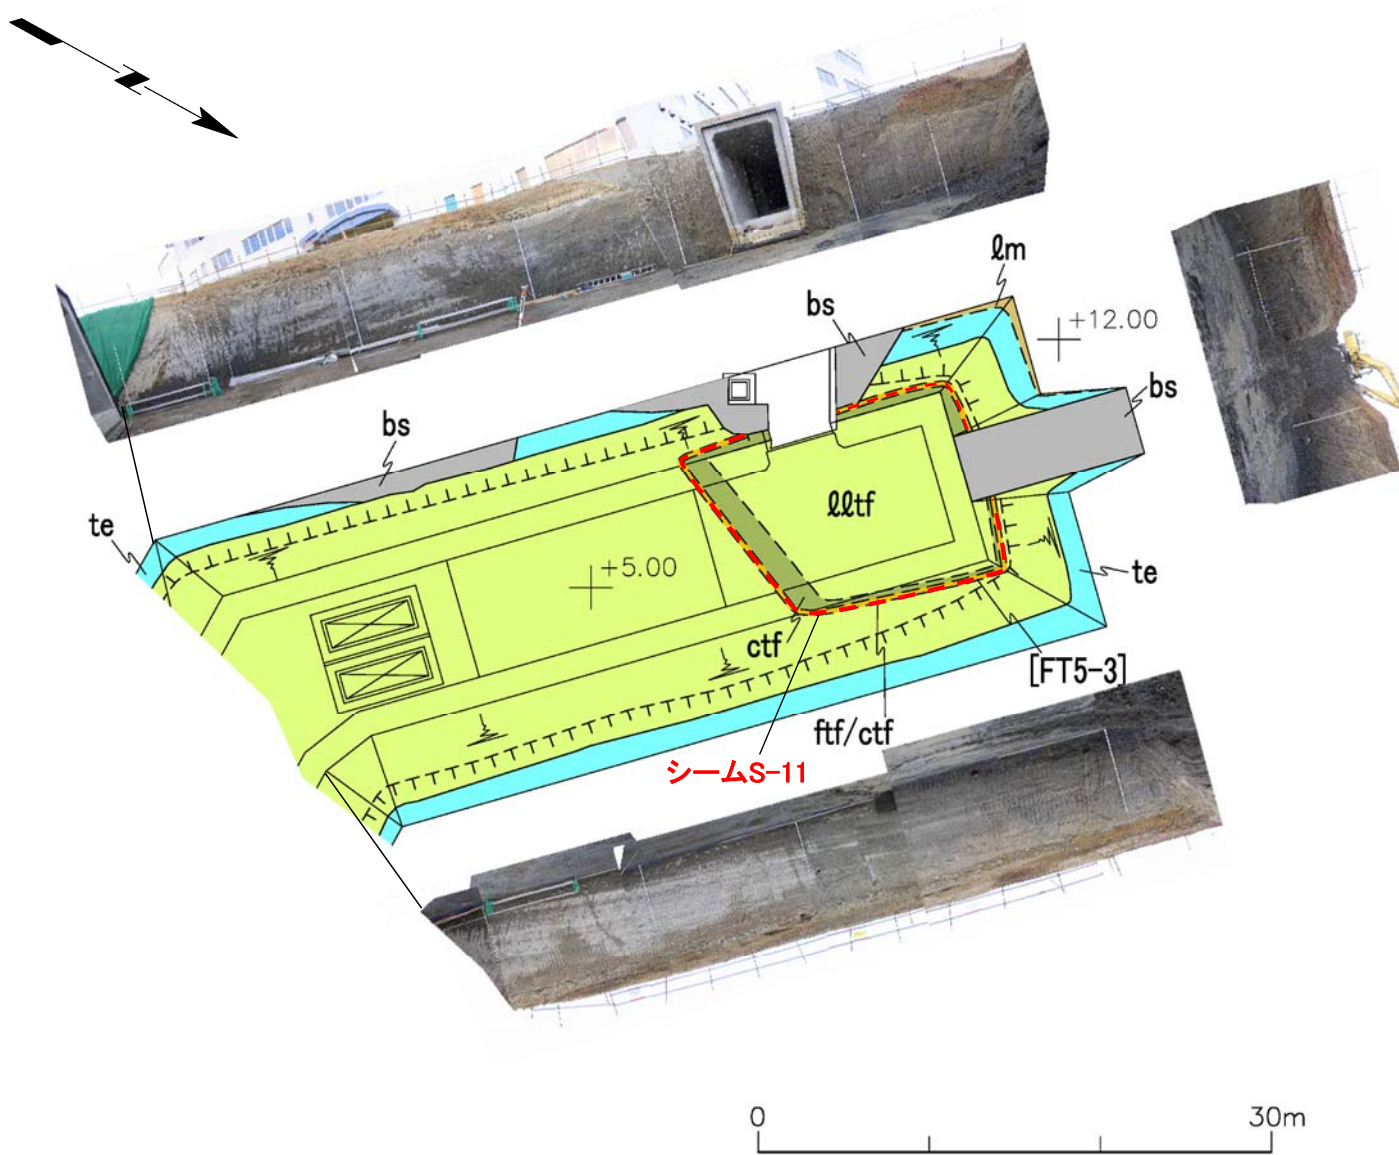 Z
ℓm
bs
+12.00
bs
bs
te
ℓℓtf
+5.00
te
ctf
[FT5-3]
ftf/ctf
シームS-11
0 30m